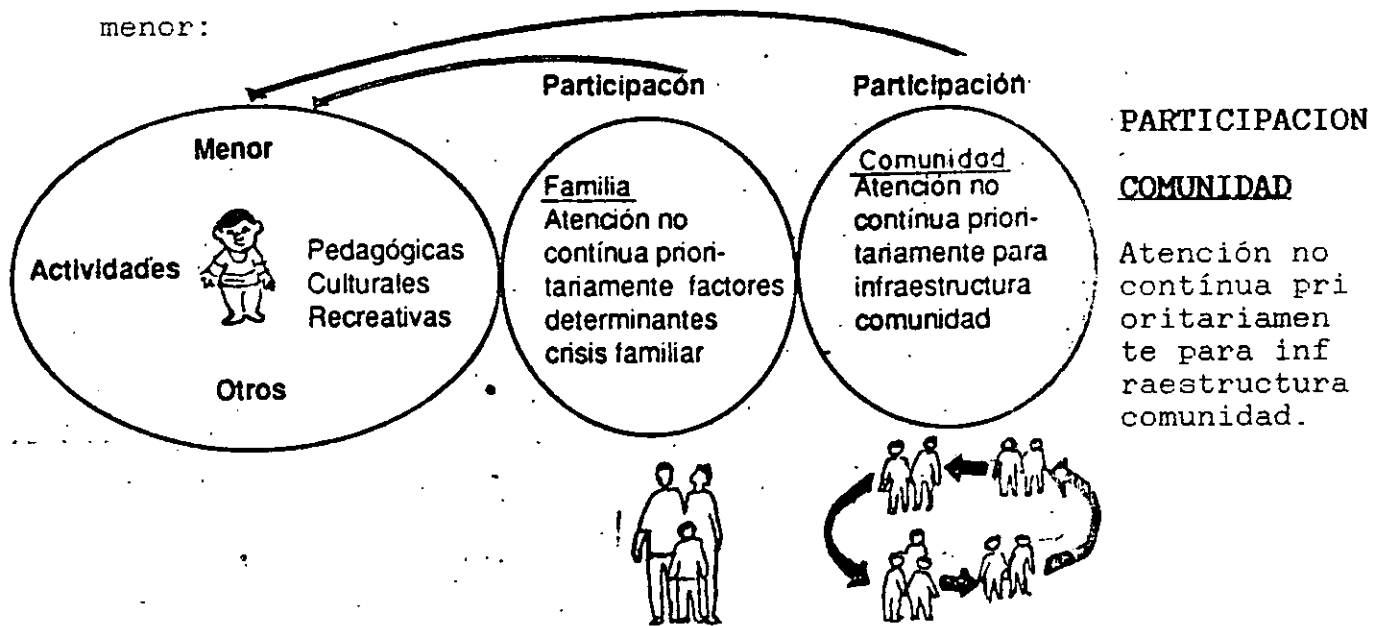 menor:
Participacón
Participación
Menor
Actividades
Pedagógicas
Culturales
Recreativas
Otros
Familia
Atención no
contínua priori-
tariamente factores
determinantes
crisis familiar
Comunidad
Atención no
contínua priori-
tariamente para
infraestructura
comunidad
PARTICIPACION
COMUNIDAD
Atención no
contínua pri
oritariamen
te para inf
raestructura
comunidad.